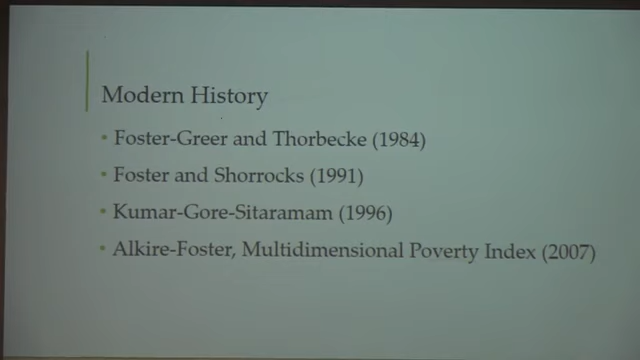 Modern History
• Foster-Greer and Thorbecke (1984)
• Foster and Shorrocks (1991)
• Kumar-Gore-Sitaramam (1996)
• Alkire-Foster, Multidimensional Poverty Index (2007)